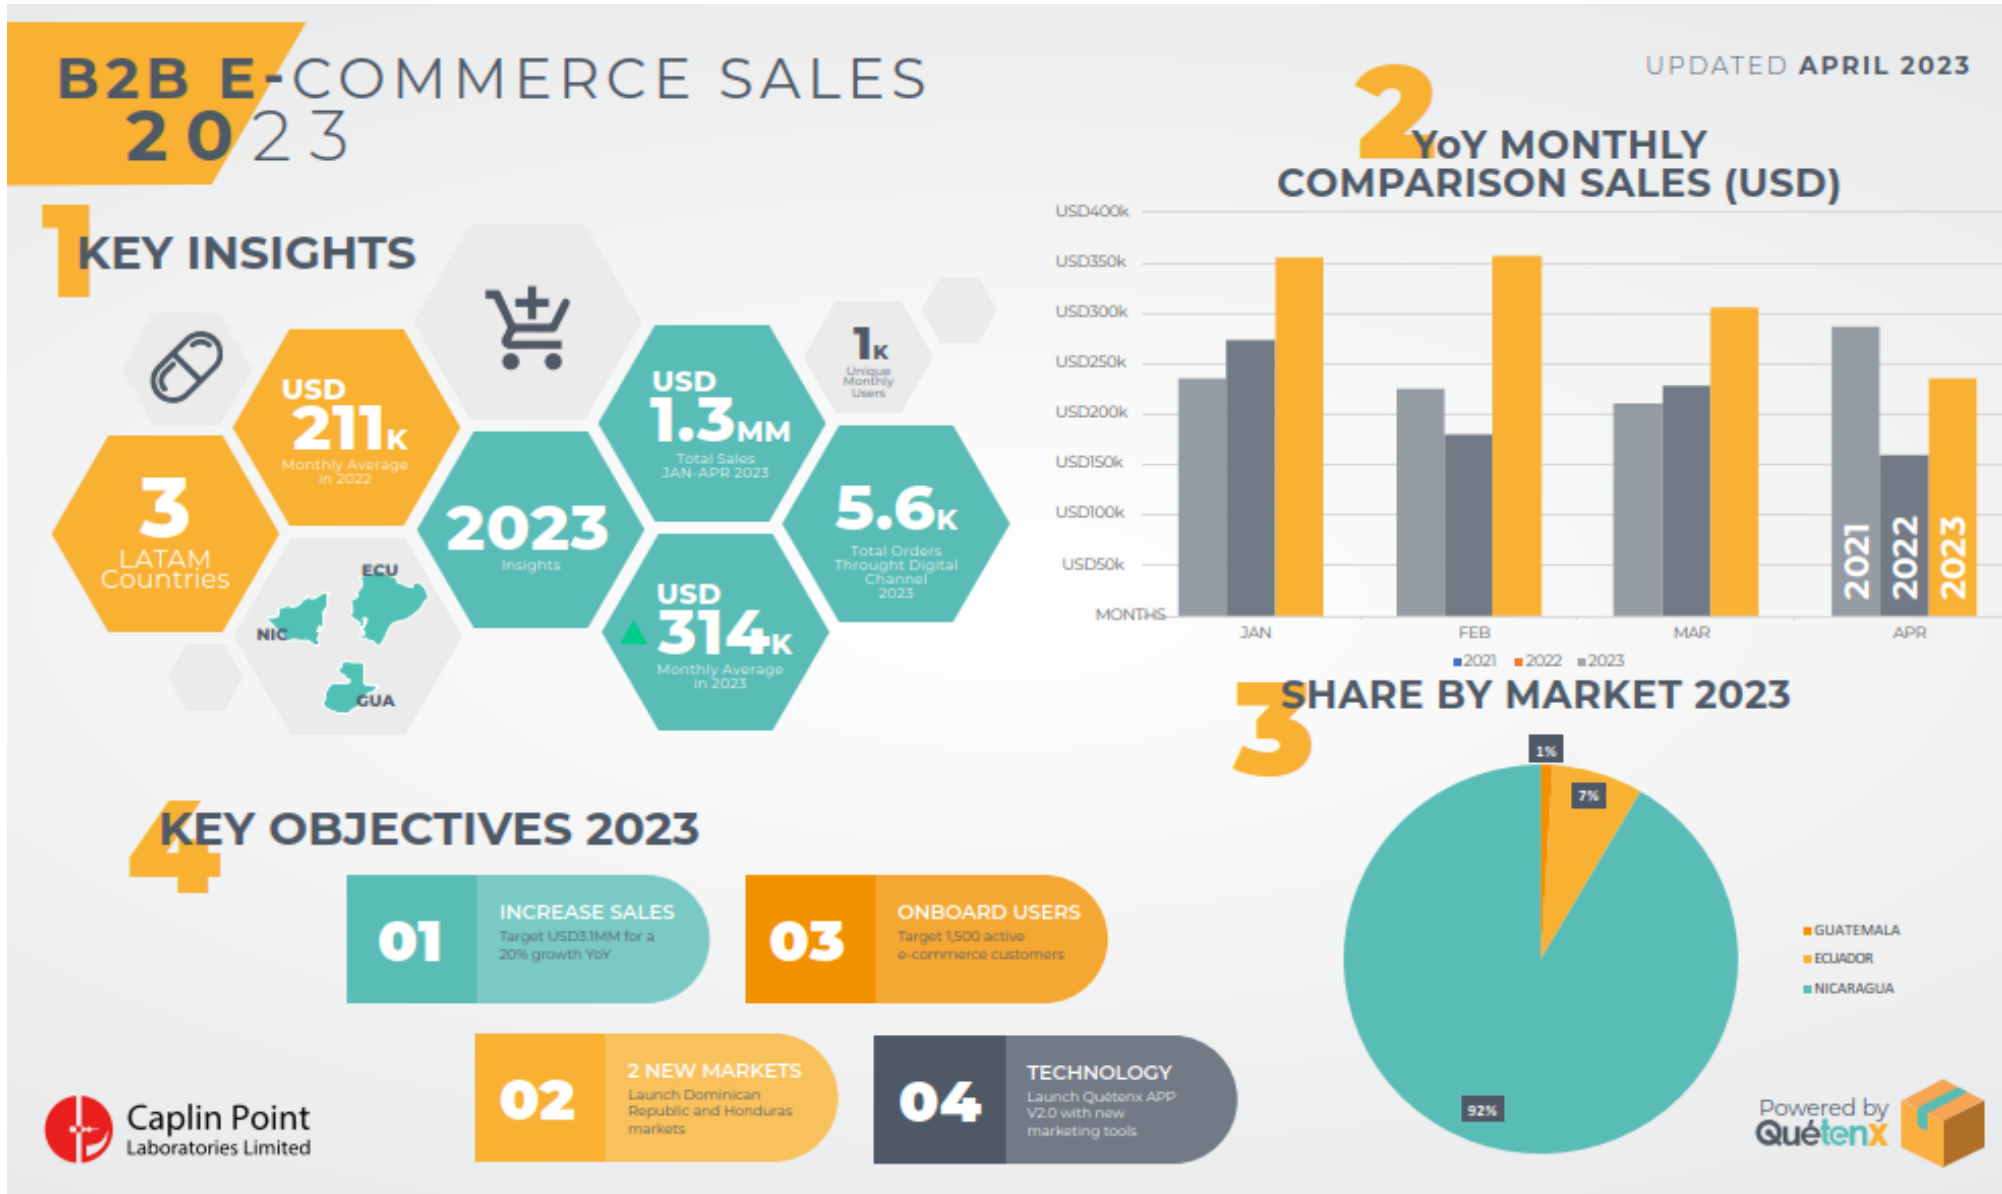 B2B E-COMMERCE SALES
2023
UPDATED APRIL 2023
1
KEY INSIGHTS
USD
211K
Monthly Average
in 2022
3
LATAM
Countries
ECU
NIC
GUA
2023
Insights
USD
1.3MM
Total Sales
JAN-APR 2023
1K
Unique
Monthly
Users
5.6K
Total Orders
Throught Digital
Channel
2023
USD
314K
Monthly Average
in 2023
2
YoY MONTHLY
COMPARISON SALES (USD)
USD400k
USD350k
USD300k
USD250k
USD200k
USD150k
USD100k
USD50k
MONTHS
JAN
FEB
MAR
APR
2021
2022
2023
2021 2022 2023
3
SHARE BY MARKET 2023
1%
7%
92%
GUATEMALA
ECUADOR
NICARAGUA
4
KEY OBJECTIVES 2023
01
INCREASE SALES
Target USD3.1MM for a
20% growth YoY
03
ONBOARD USERS
Target 1,500 active
e-commerce customers
02
2 NEW MARKETS
Launch Dominican
Republic and Honduras
markets
04
TECHNOLOGY
Launch Quétenx APP
V2.0 with new
marketing tools
Caplin Point
Laboratories Limited
Powered by
Quétenx